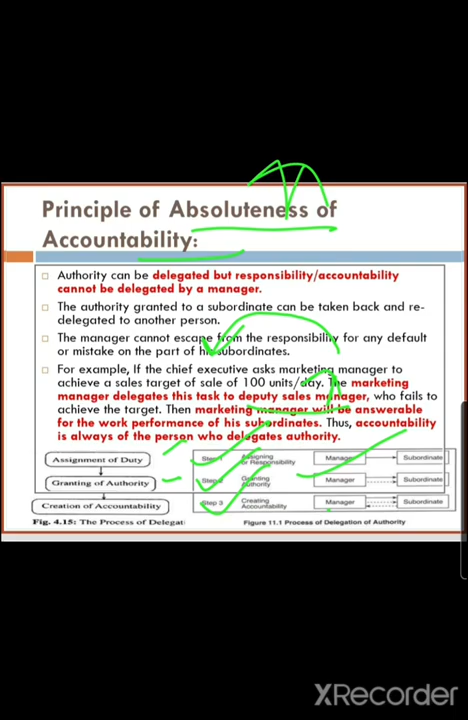 Principle of Absoluteness of
Accountability:
Authority can be delegated but responsibility/accountability
cannot be delegated by a manager.
The authority granted to a subordinate can be taken back and re-
delegated to another person.
The manager cannot escape from the responsibility for any default
or mistake on the part of his subordinates.
For example, If the chief executive asks marketing manager to
achieve a sales target of sale of 100 units/day. The marketing
manager delegates this task to deputy sales manager, who fails to
achieve the target. Then marketing manager will be answerable
for the work performance of his subordinates. Thus, accountability
is always of the person who delegates authority.
Assignment of Duty
Granting of Authority
Creation of Accountability
Fig. 4.15: The Process of Delegat
Step 1 Assigning or Responsibility Manager Subordinate
Step 2 Granting Authority Manager Subordinate
Step 3 Creating Accountability Manager Subordinate
Figure 11.1 Process of Delegation of Authority
XRecorder